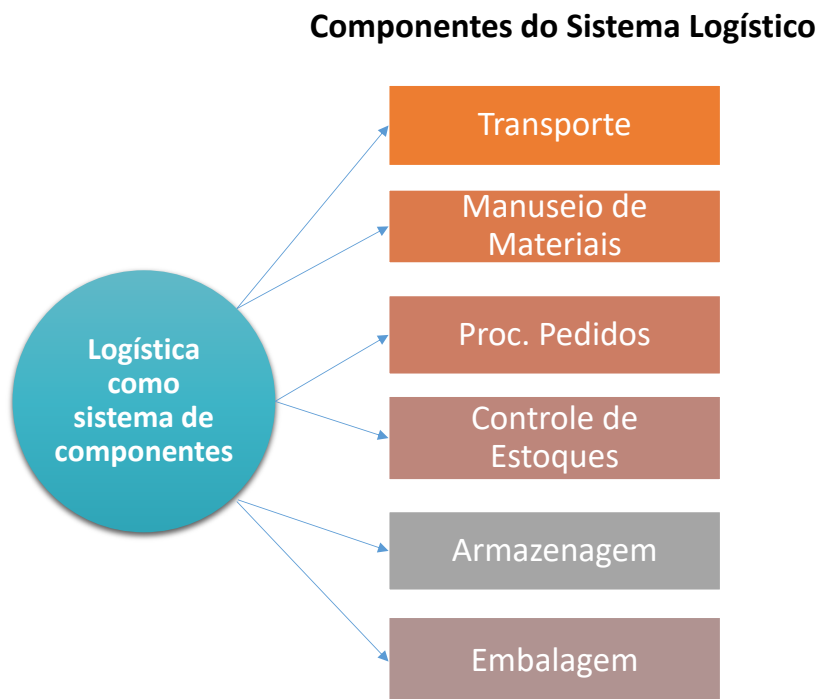 Componentes do Sistema Logístico
Transporte
Manuseio de
Materiais
Proc. Pedidos
Logística
como
sistema de
componentes
Controle de
Estoques
Armazenagem
Embalagem